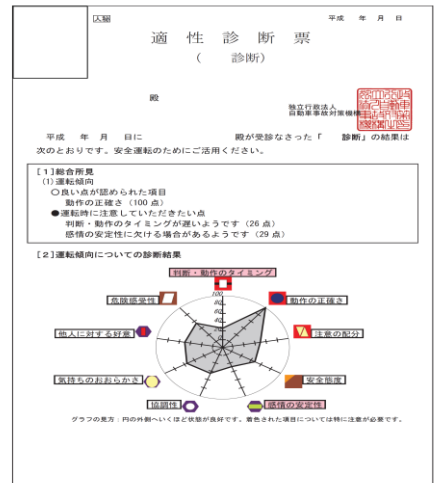 平成 年 月 日
適 性 診 断 票
( 診断)
殿
独立行政法人
自動車事故対策機構
平成 年 月 日に 殿が受診なさった「 診断」の結果は
次のとおりです。安全運転のためにご活用ください。
[1]総合所見
(1)運転傾向
○良い点が認められた項目
動作の正確さ(100点)
●運転時に注意していただきたい点
判断・動作のタイミングが遅いようです(26点)
感情の安定性に欠ける場合があるようです(29点)
[2]運転傾向についての診断結果
判断・動作のタイミング
100
80
60
40
20
0
危険感受性
動作の正確さ
他人に対する好意
注意の配分
気持ちのおおらかさ
安全態度
協調性
感情の安定性
グラフの見方:円の外側へいくほど状態が良好です。着色された項目については特に注意が必要です。